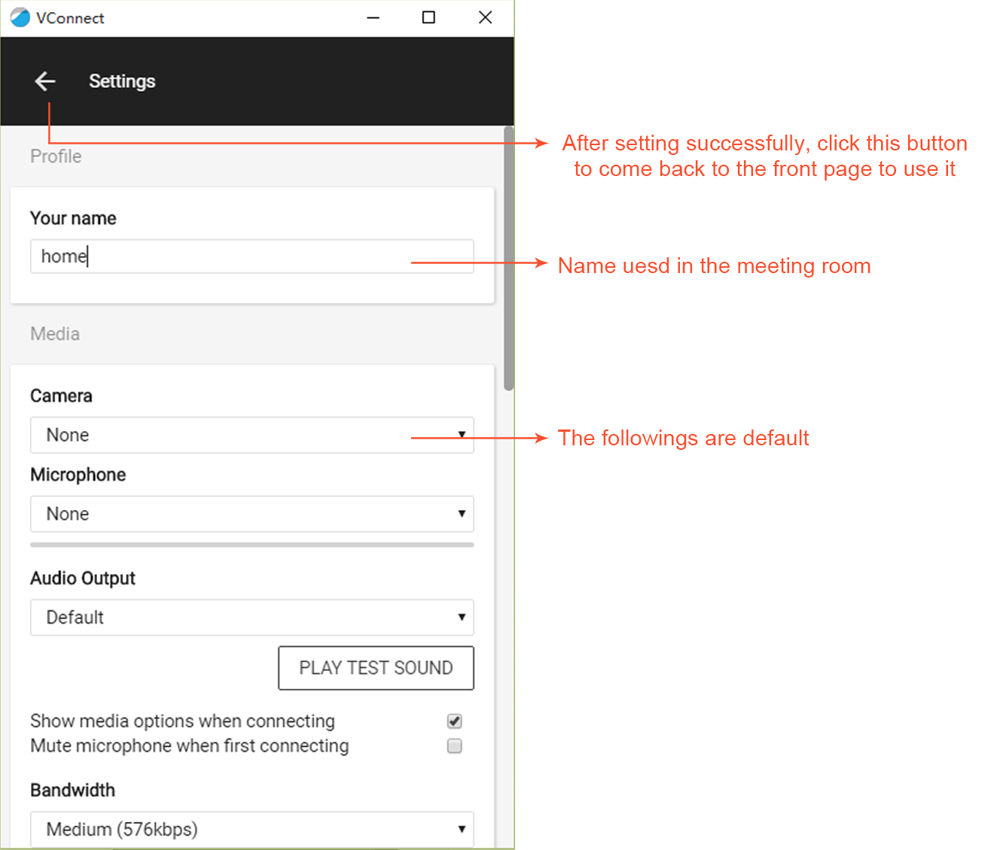 VConnect
Settings
After setting successfully, click this button
to come back to the front page to use it
Profile
Your name
home
Name uesd in the meeting room
Media
Camera
None
The followings are default
Microphone
None
Audio Output
Default
PLAY TEST SOUND
Show media options when connecting
Mute microphone when first connecting
Bandwidth
Medium (576kbps)